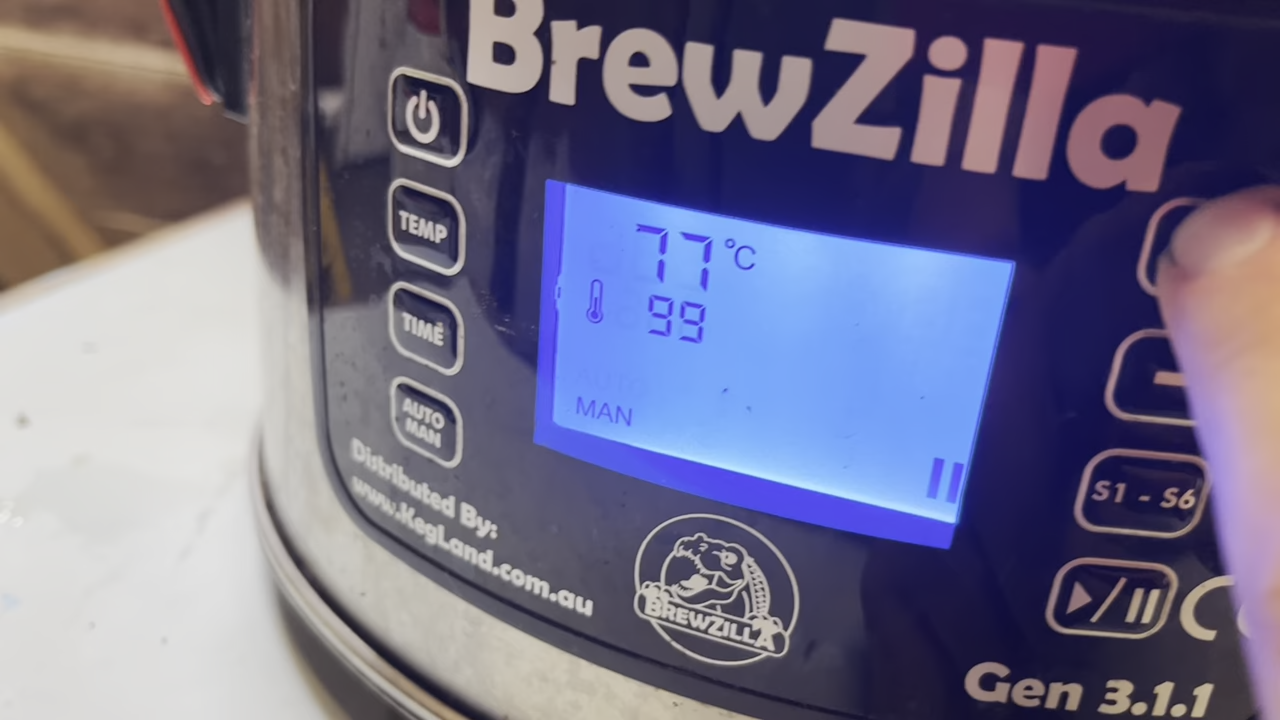 BrewZilla
TEMP
TIME
AUTO
MAN
77 °C
99
MAN
S1 - S6
Distributed By:
www.KegLand.com.au
BREWZILLA
Gen 3.1.1